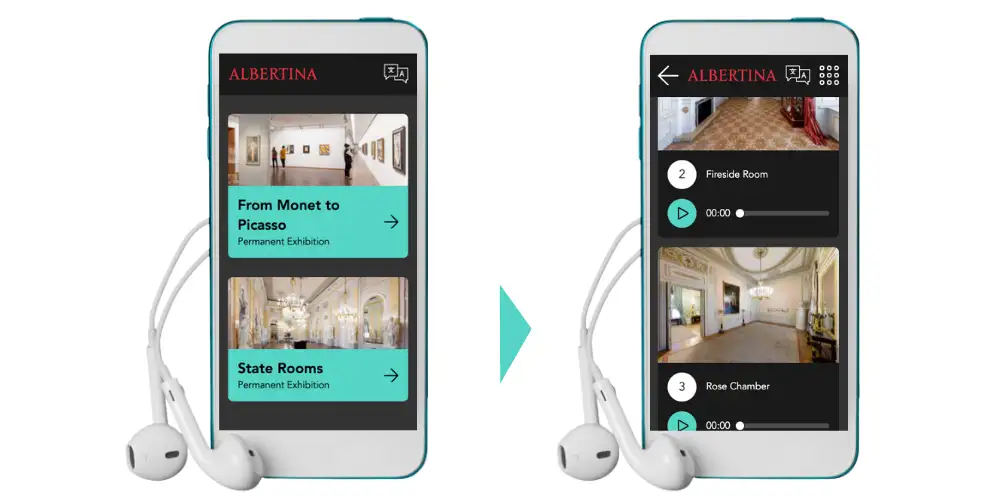 ALBERTINA
From Monet to
Picasso
Permanent Exhibition
State Rooms
Permanent Exhibition
ALBERTINA
2 Fireside Room
00:00
3 Rose Chamber
00:00